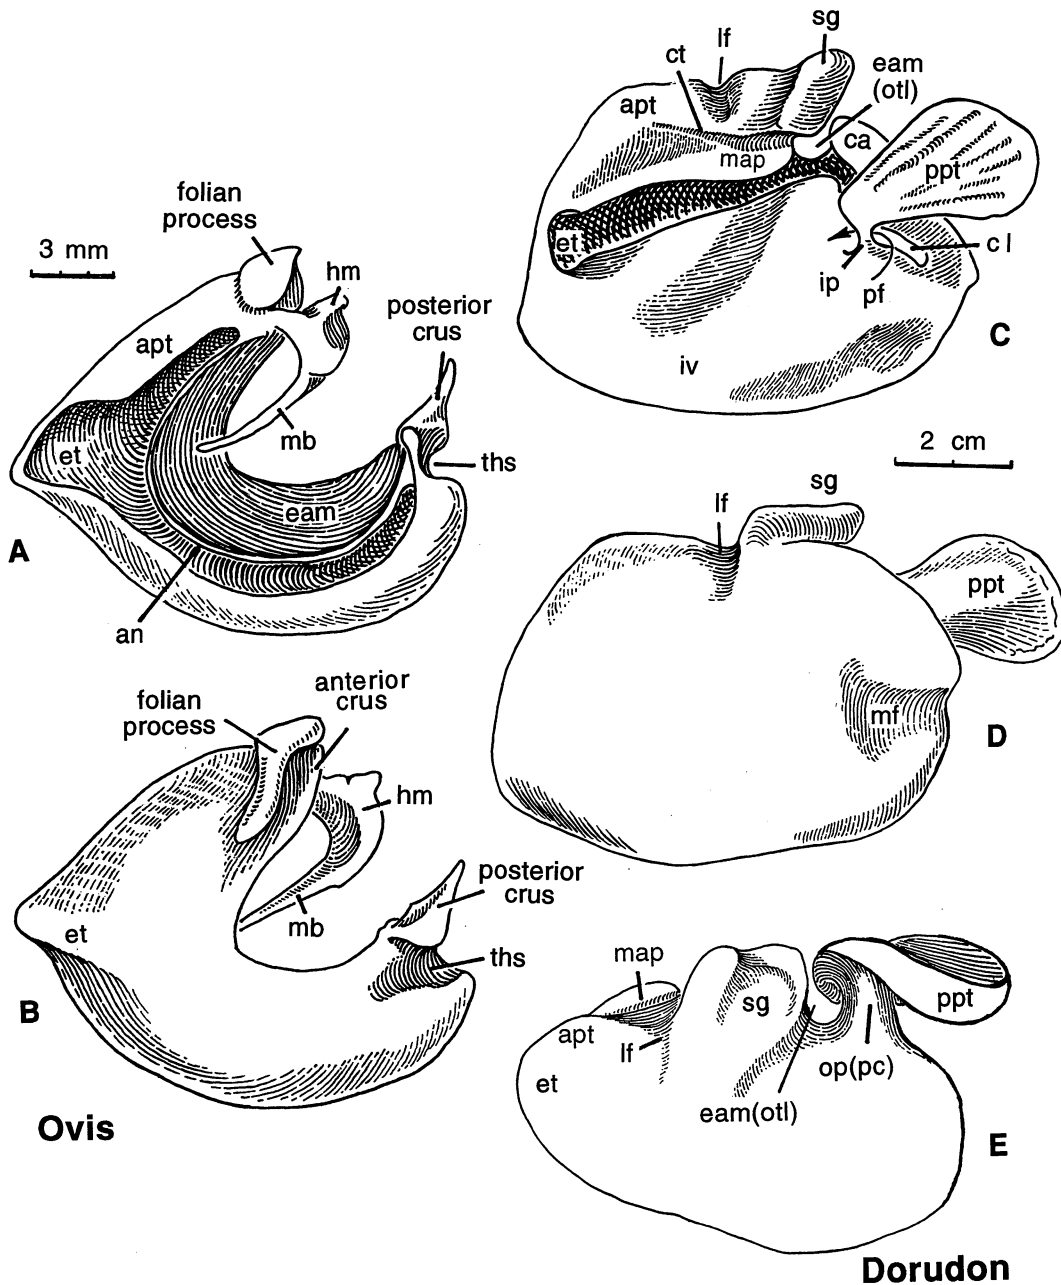 folian
process
3 mm
hm
posterior
crus
apt
et
mb
ths
eam
A
an
folian
process
anterior
crus
hm
posterior
crus
mb
et
ths
B
Ovis
sg
lf
ct
eam
(otl)
apt
ca
map
ppt
et
cl
ip
pf
C
iv
2 cm
sg
lf
ppt
mf
D
map
sg
ppt
apt
lf
op(pc)
et
eam(otl)
E
Dorudon